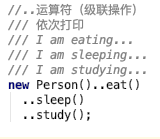 //..运算符（级联操作）
/// 依次打印
/// I am eating...
/// I am sleeping...
/// I am studying...
new Person()..eat()
..sleep()
..study();